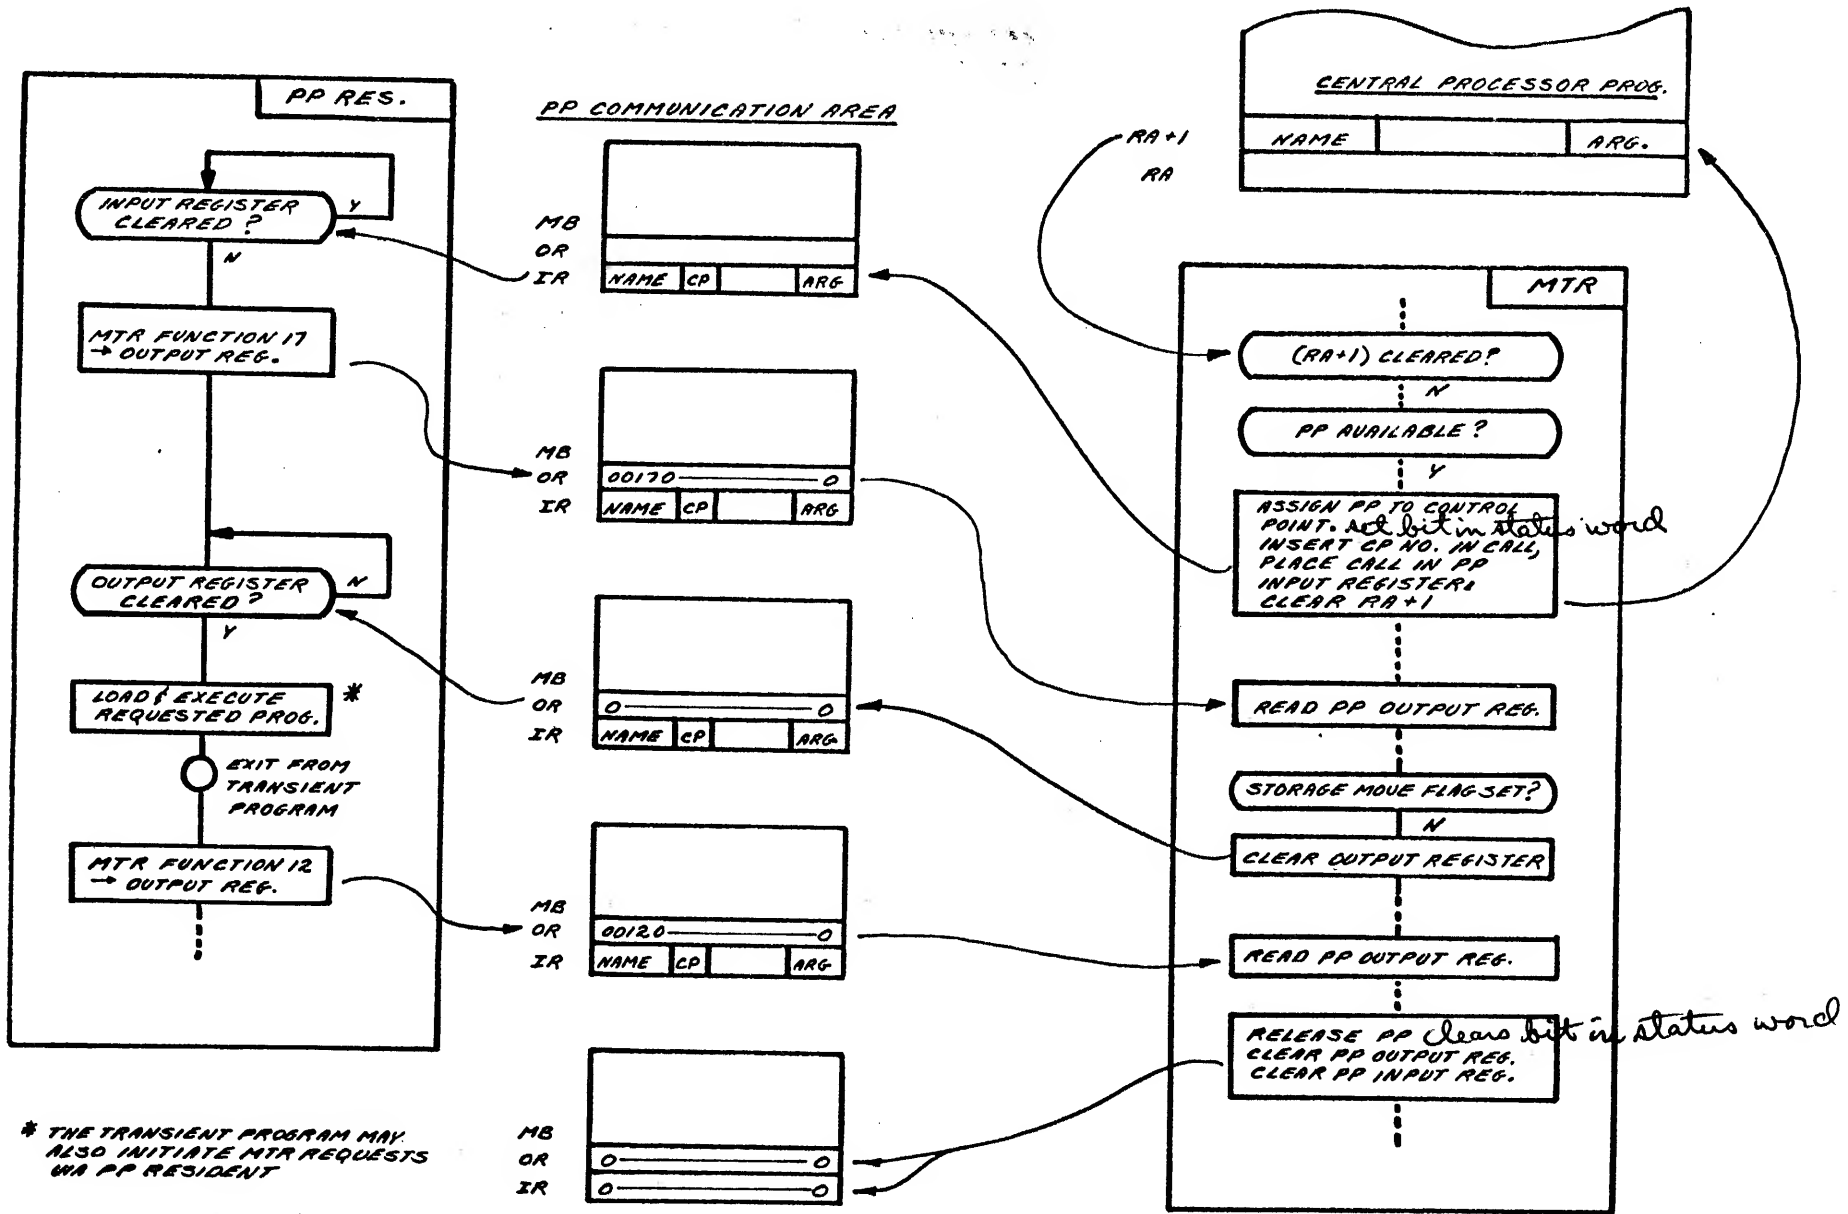 PP RES.
INPUT REGISTER
CLEARED ?
Y
N
MTR FUNCTION 17
→ OUTPUT REG.
OUTPUT REGISTER
CLEARED ?
N
Y
LOAD & EXECUTE
REQUESTED PROG.
*
EXIT FROM
TRANSIENT
PROGRAM
MTR FUNCTION 12
→ OUTPUT REG.
* THE TRANSIENT PROGRAM MAY
ALSO INITIATE MTR REQUESTS
VIA PP RESIDENT
PP COMMUNICATION AREA
MB
OR
IR NAME CP ARG
MB
OR 00170 0
IR NAME CP ARG
MB
OR 0 0
IR NAME CP ARG
MB
OR 00120 0
IR NAME CP ARG
MB
OR 0 0
IR 0 0
CENTRAL PROCESSOR PROG.
RA+1 NAME ARG.
RA
MTR
(RA+1) CLEARED?
N
PP AVAILABLE ?
Y
ASSIGN PP TO CONTROL
POINT. set bit in status word
INSERT CP NO. IN CALL,
PLACE CALL IN PP
INPUT REGISTER.
CLEAR RA+1
READ PP OUTPUT REG.
STORAGE MOVE FLAG SET?
N
CLEAR OUTPUT REGISTER
READ PP OUTPUT REG.
RELEASE PP clears bit in status word
CLEAR PP OUTPUT REG.
CLEAR PP INPUT REG.